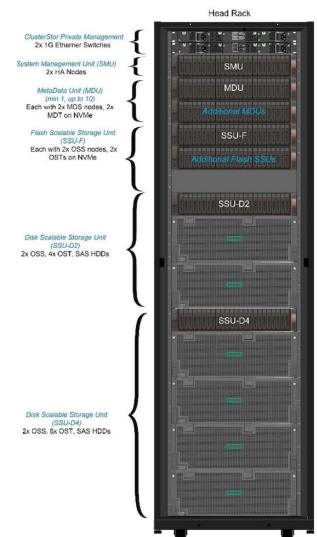 Head Rack
ClusterStor Private Management
2x 1G Etherner Switches
System Management Unit (SMU)
2x HA Nodes
SMU
MetaData Unit (MDU)
(min 1, up to 10)
Each with 2x MDS nodes, 2x
MDT on NVMe
MDU
Additional MDUs
Flash Scalable Storage Unit
(SSU-F)
Each with 2x OSS nodes, 2x
OSTs on NVMe
SSU-F
Additional Flash SSUs
SSU-D2
Disk Scalable Storage Unit
(SSU-D2)
2x OSS, 4x OST, SAS HDDs
SSU-D4
Disk Scalable Storage Unit
(SSU-D4)
2x OSS, 8x OST, SAS HDDs